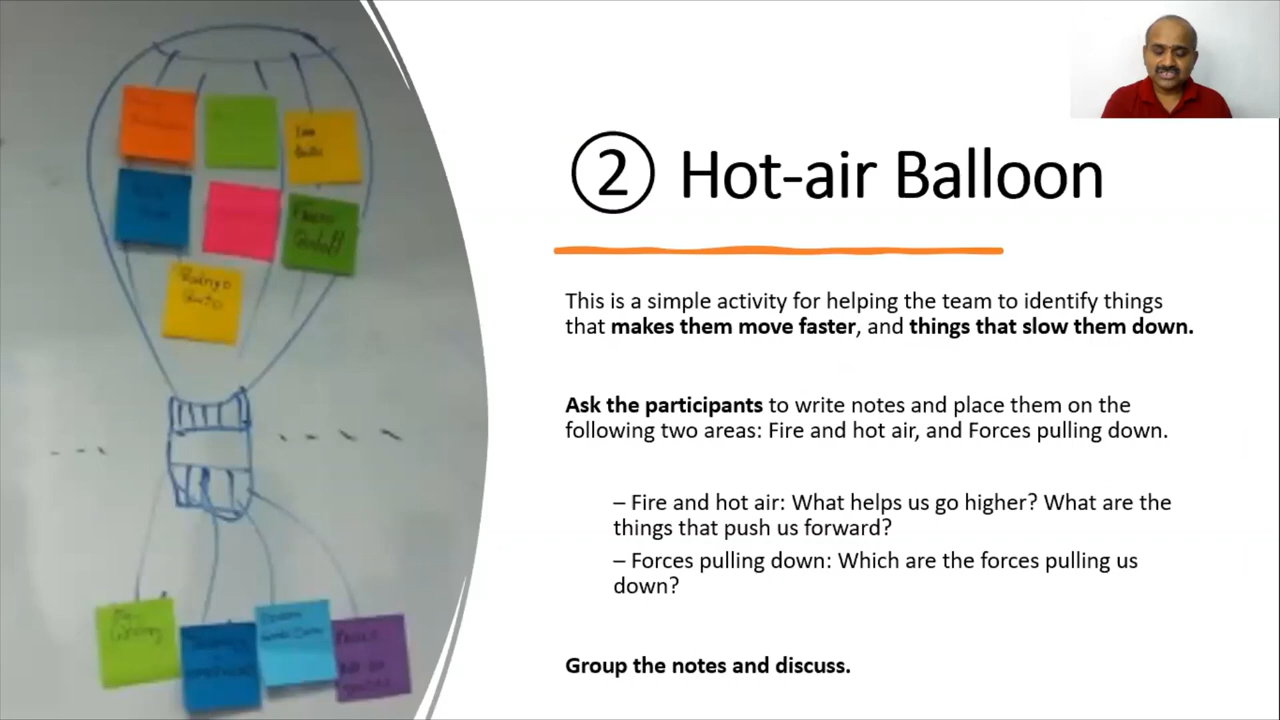 ② Hot-air Balloon
This is a simple activity for helping the team to identify things
that makes them move faster, and things that slow them down.
Ask the participants to write notes and place them on the
following two areas: Fire and hot air, and Forces pulling down.
– Fire and hot air: What helps us go higher? What are the
things that push us forward?
– Forces pulling down: Which are the forces pulling us
down?
Group the notes and discuss.